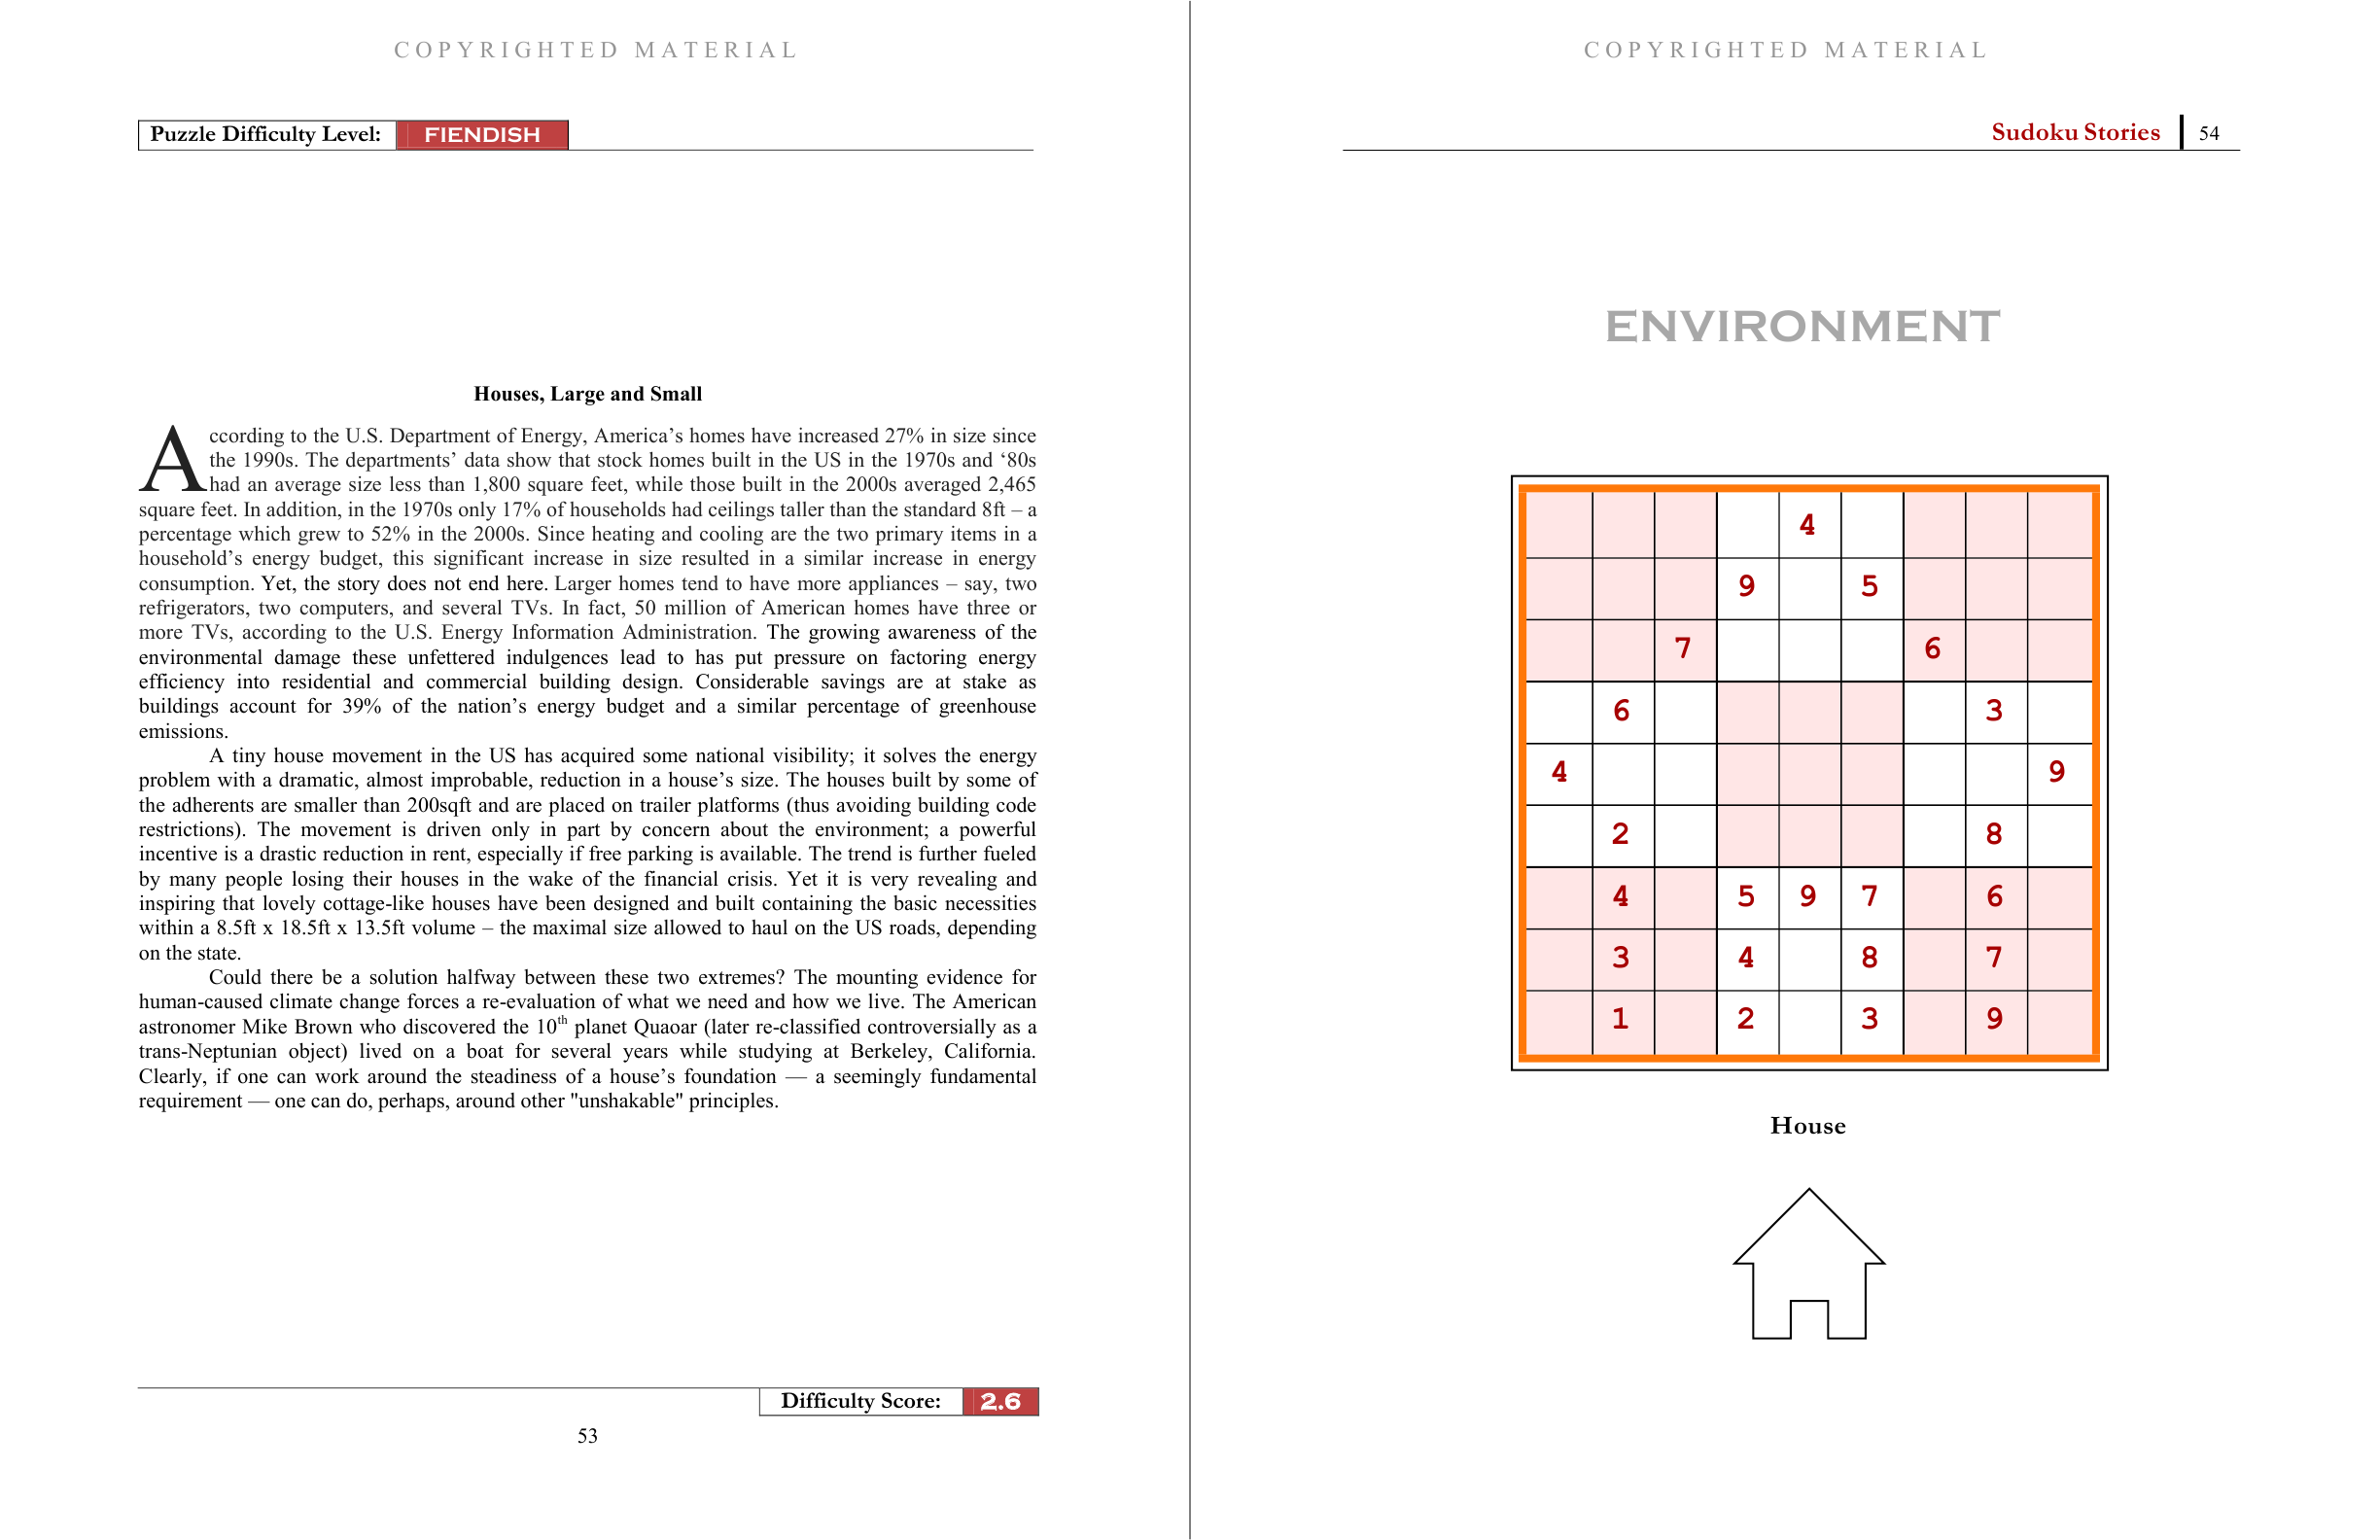 COPYRIGHTED MATERIAL
Puzzle Difficulty Level: FIENDISH
Houses, Large and Small
According to the U.S. Department of Energy, America’s homes have increased 27% in size since
the 1990s. The departments’ data show that stock homes built in the US in the 1970s and ‘80s
had an average size less than 1,800 square feet, while those built in the 2000s averaged 2,465
square feet. In addition, in the 1970s only 17% of households had ceilings taller than the standard 8ft – a
percentage which grew to 52% in the 2000s. Since heating and cooling are the two primary items in a
household’s energy budget, this significant increase in size resulted in a similar increase in energy
consumption. Yet, the story does not end here. Larger homes tend to have more appliances – say, two
refrigerators, two computers, and several TVs. In fact, 50 million of American homes have three or
more TVs, according to the U.S. Energy Information Administration. The growing awareness of the
environmental damage these unfettered indulgences lead to has put pressure on factoring energy
efficiency into residential and commercial building design. Considerable savings are at stake as
buildings account for 39% of the nation’s energy budget and a similar percentage of greenhouse
emissions.
A tiny house movement in the US has acquired some national visibility; it solves the energy
problem with a dramatic, almost improbable, reduction in a house’s size. The houses built by some of
the adherents are smaller than 200sqft and are placed on trailer platforms (thus avoiding building code
restrictions). The movement is driven only in part by concern about the environment; a powerful
incentive is a drastic reduction in rent, especially if free parking is available. The trend is further fueled
by many people losing their houses in the wake of the financial crisis. Yet it is very revealing and
inspiring that lovely cottage-like houses have been designed and built containing the basic necessities
within a 8.5ft x 18.5ft x 13.5ft volume – the maximal size allowed to haul on the US roads, depending
on the state.
Could there be a solution halfway between these two extremes? The mounting evidence for
human-caused climate change forces a re-evaluation of what we need and how we live. The American
astronomer Mike Brown who discovered the 10th planet Quaoar (later re-classified controversially as a
trans-Neptunian object) lived on a boat for several years while studying at Berkeley, California.
Clearly, if one can work around the steadiness of a house’s foundation — a seemingly fundamental
requirement — one can do, perhaps, around other "unshakable" principles.
Difficulty Score: 2.6
53
COPYRIGHTED MATERIAL
Sudoku Stories 54
ENVIRONMENT
4
9 5
7 6
6 3
4 9
2 8
4 5 9 7 6
3 4 8 7
1 2 3 9
House